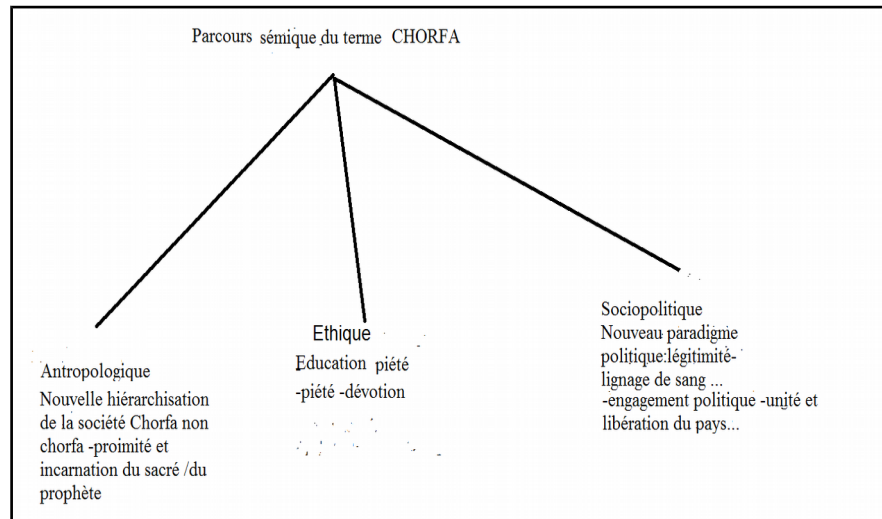 Parcours sémique du terme CHORFA
Antropologique
Nouvelle hiérarchisation
de la société Chorfa non
chorfa -proimité et
incarnation du sacré /du
prophète
Ethique
Education piété
-piété -dévotion
Sociopolitique
Nouveau paradigme
politique:légitimité-
lignage de sang ...
-engagement politique -unité et
libération du pays...